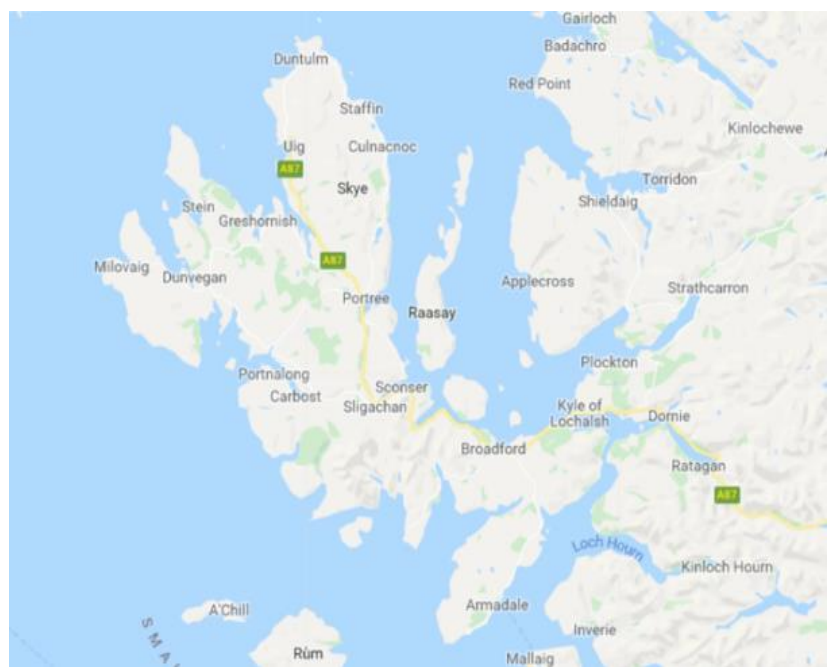 Gairloch
Badachro
Duntulm
Red Point
Staffin
Kinlochewe
Uig
Culnacnoc
A87
Skye
Torridon
Stein
Shieldaig
Greshornish
Milovaig
Dunvegan
A87
Applecross
Strathcarron
Portree
Raasay
Plockton
Portnalong
Sconser
Carbost
Sligachan
Kyle of
Lochalsh
Dornie
Broadford
Ratagan
A87
Loch Hourn
Kinloch Hourn
A'Chill
Armadale
Inverie
Rùm
Mallaig